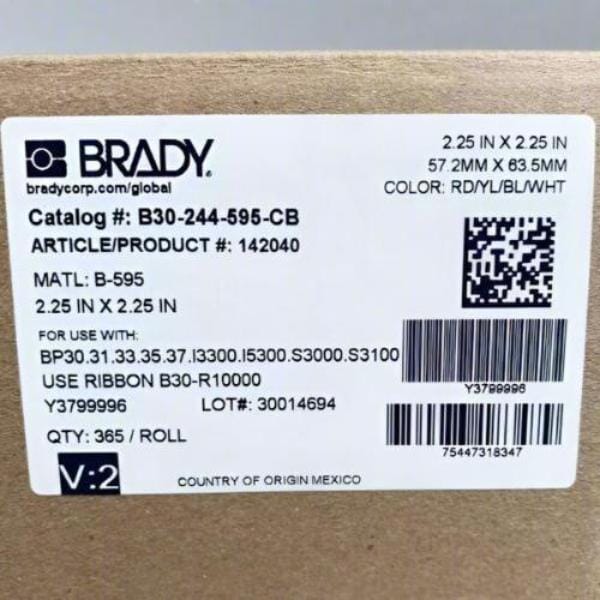 BRADY.
bradycorp.com/global
2.25 IN X 2.25 IN
57.2MM X 63.5MM
COLOR: RD/YL/BL/WHT
Catalog #: B30-244-595-CB
ARTICLE/PRODUCT #: 142040
MATL: B-595
2.25 IN X 2.25 IN
FOR USE WITH:
BP30.31.33.35.37.I3300.I5300.S3000.S3100
USE RIBBON B30-R10000
Y3799996
Y3799996 LOT#: 30014694
QTY: 365 / ROLL
75447318347
V:2
COUNTRY OF ORIGIN MEXICO